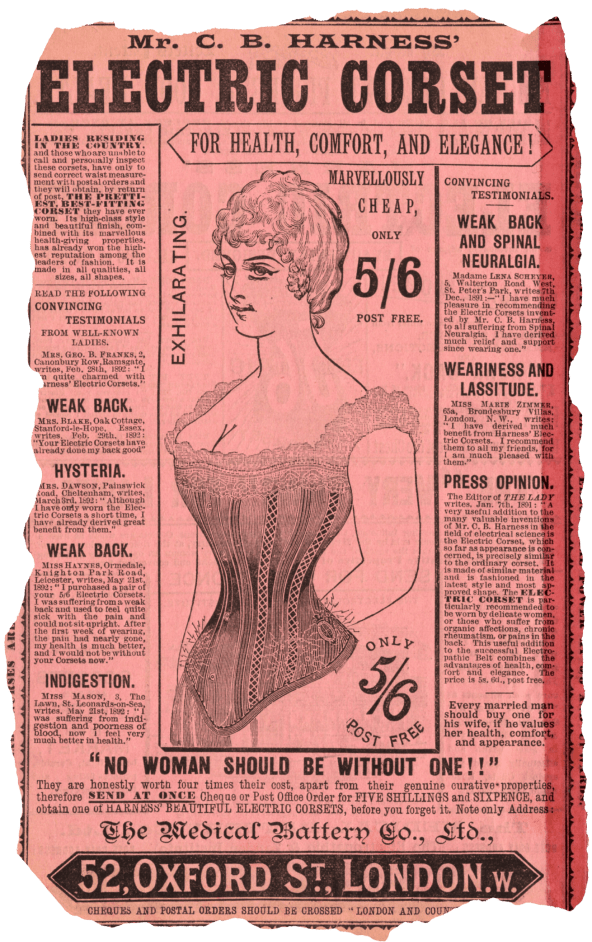 Mr. C. B. HARNESS'
ELECTRIC CORSET
FOR HEALTH, COMFORT, AND ELEGANCE!
LADIES RESIDING
IN THE COUNTRY,
and those who are unable to
call and personally inspect
these corsets, have only to
send correct waist measure-
ment with postal orders and
they will obtain, by return
of post, THE PRETTI-
EST, BEST-FITTING
CORSET they have ever
worn. Its high-class style
and beautiful finish, com-
bined with its marvellous
health-giving properties,
has already won the high-
est reputation among the
leaders of fashion. It is
made in all qualities, all
sizes, all shapes.
READ THE FOLLOWING
CONVINCING
TESTIMONIALS
FROM WELL-KNOWN
LADIES.
MRS. GEO. B. FRANKS, 2,
Canonbury Row, Ramsgate,
writes, Feb. 28th, 1892: "I
m quite charmed with
arness' Electric Corsets."
WEAK BACK.
MRS. BLAKE, Oak Cottage,
Stanford-le-Hope, Essex,
writes, Feb. 29th, 1892:
"Your Electric Corsets have
already done my back good"
HYSTERIA.
MRS. DAWSON, Painswick
oad, Cheltenham, writes,
March 3rd, 1892: "Although
I have only worn the Elec-
tric Corsets a short time, I
have already derived great
benefit from them."
WEAK BACK.
MISS HAYNES, Ormedale,
Knighton Park Road,
Leicester, writes, May 21st,
1892: "I purchased a pair of
your 5/6 Electric Corsets.
I was suffering from a weak
back and used to feel quite
sick with the pain and
could not sit upright. After
the first week of wearing,
the pain had nearly gone,
my health is much better,
and I would not be without
your Corsets now."
INDIGESTION.
MISS MASON, 3, The
Lawn, St. Leonards-on-Sea,
writes, May 21st, 1892: "I
was suffering from indi-
gestion and poorness of
blood, now I feel very
much better in health."
EXHILARATING.
MARVELLOUSLY
CHEAP,
ONLY
5/6
POST FREE.
ONLY
5/6
POST FREE
CONVINCING
TESTIMONIALS.
WEAK BACK
AND SPINAL
NEURALGIA.
Madame LENA SCHEYER,
5, Walterton Road West,
St. Peter's Park, writes 7th
Dec., 1891:—"I have much
pleasure in recommending
the Electric Corsets invent-
ed by Mr. C. B. Harness,
to all suffering from Spinal
Neuralgia. I have derived
much relief and support
since wearing one."
WEARINESS AND
LASSITUDE.
MISS MARIE ZIMMER,
65a, Brondesbury Villas,
London, N.W., writes:
"I have derived much
benefit from Harness' Elec-
tric Corsets. I recommend
them to all my friends, for
I am much pleased with
them."
PRESS OPINION.
The Editor of THE LADY
writes, Jan. 7th, 1891: "A
very useful addition to the
many valuable inventions
of Mr. C. B. Harness in the
field of electrical science is
the Electric Corset, which
so far as appearance is con-
cerned, is precisely similar
to the ordinary corset. It
is made of similar material
and is fashioned in the
latest style and most ap-
proved shape. The ELEC-
TRIC CORSET is par-
ticularly recommended to
be worn by delicate women,
or those who suffer from
organic affections, chronic
rheumatism, or pains in the
back. This useful addition
to the successful Electro-
pathic Belt combines the
advantages of health, com-
fort and elegance. The
price is 5s. 6d., post free.
Every married man
should buy one for
his wife, if he values
her health, comfort,
and appearance.
"NO WOMAN SHOULD BE WITHOUT ONE!!"
They are honestly worth four times their cost, apart from their genuine curative properties,
therefore SEND AT ONCE Cheque or Post Office Order for FIVE SHILLINGS and SIXPENCE, and
obtain one of HARNESS' BEAUTIFUL ELECTRIC CORSETS, before you forget it. Note only Address:
The Medical Battery Co., Ltd.,
52, OXFORD ST., LONDON. W.
CHEQUES AND POSTAL ORDERS SHOULD BE CROSSED "LONDON AND COUN